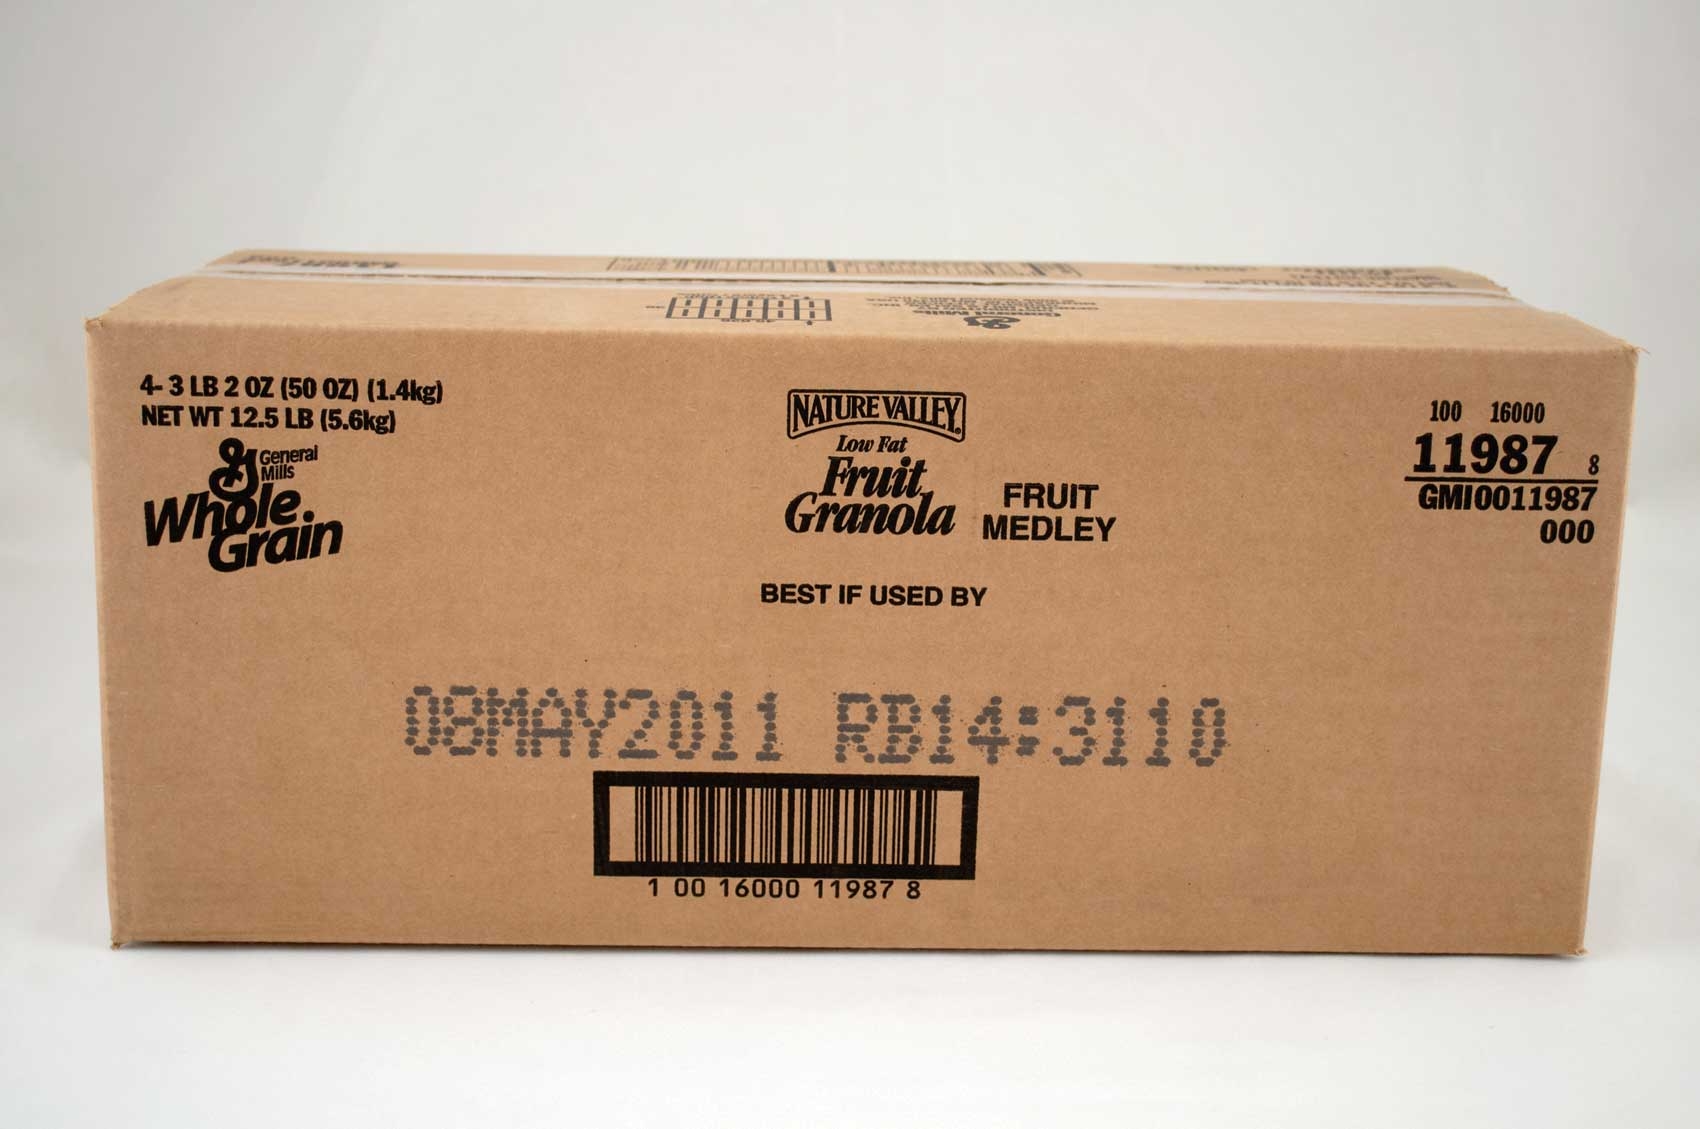 4- 3 LB 2 OZ (50 OZ) (1.4kg)
NET WT 12.5 LB (5.6kg)
General
Mills
Whole
Grain
NATURE VALLEY®
Low Fat
Fruit
Granola
FRUIT
MEDLEY
100 16000
11987 8
GMI0011987
000
BEST IF USED BY
08MAY2011 RB14:3110
1 00 16000 11987 8
General Mills